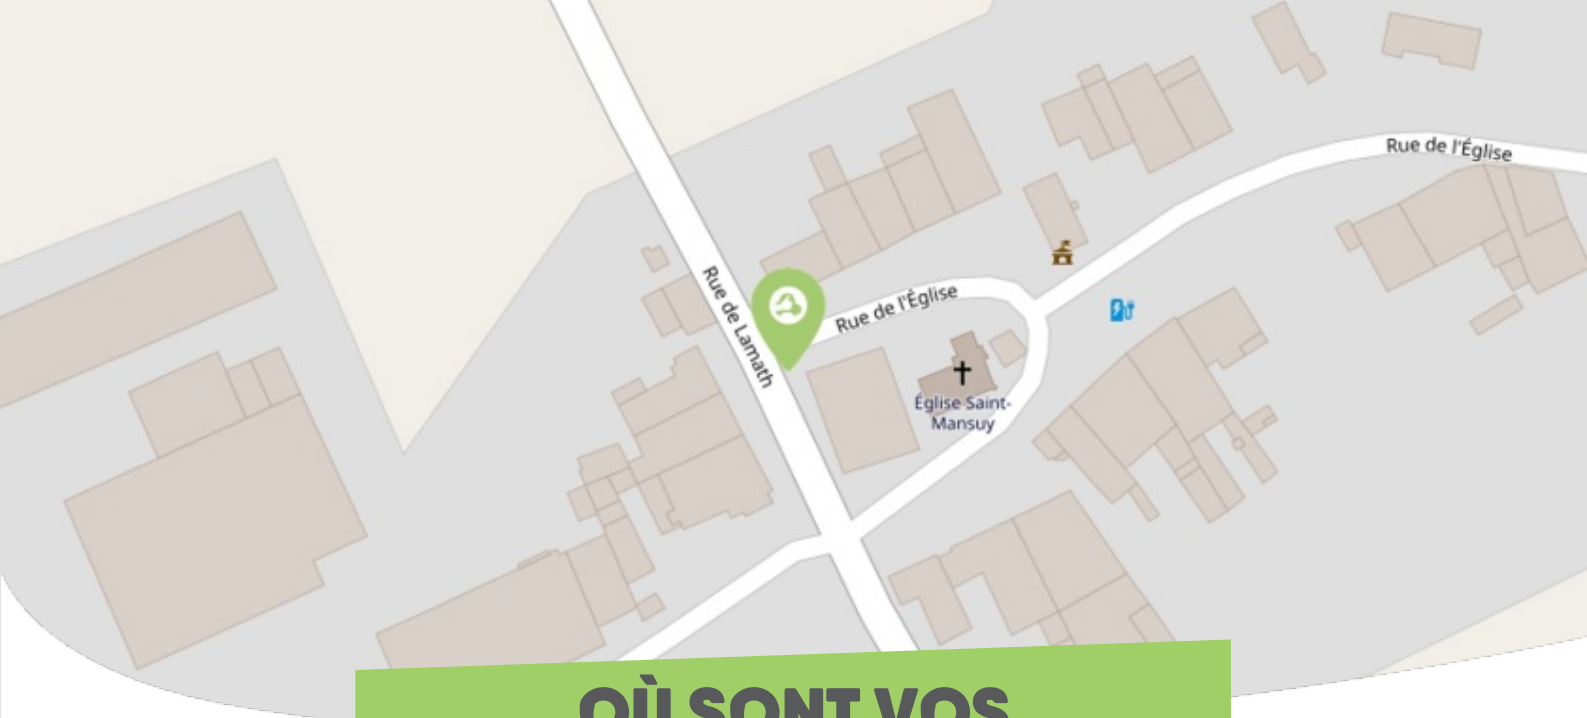 Rue de l'Église
Rue de Lamath
Rue de l'Église
Église Saint-
Mansuy
OÙ SONT VOS